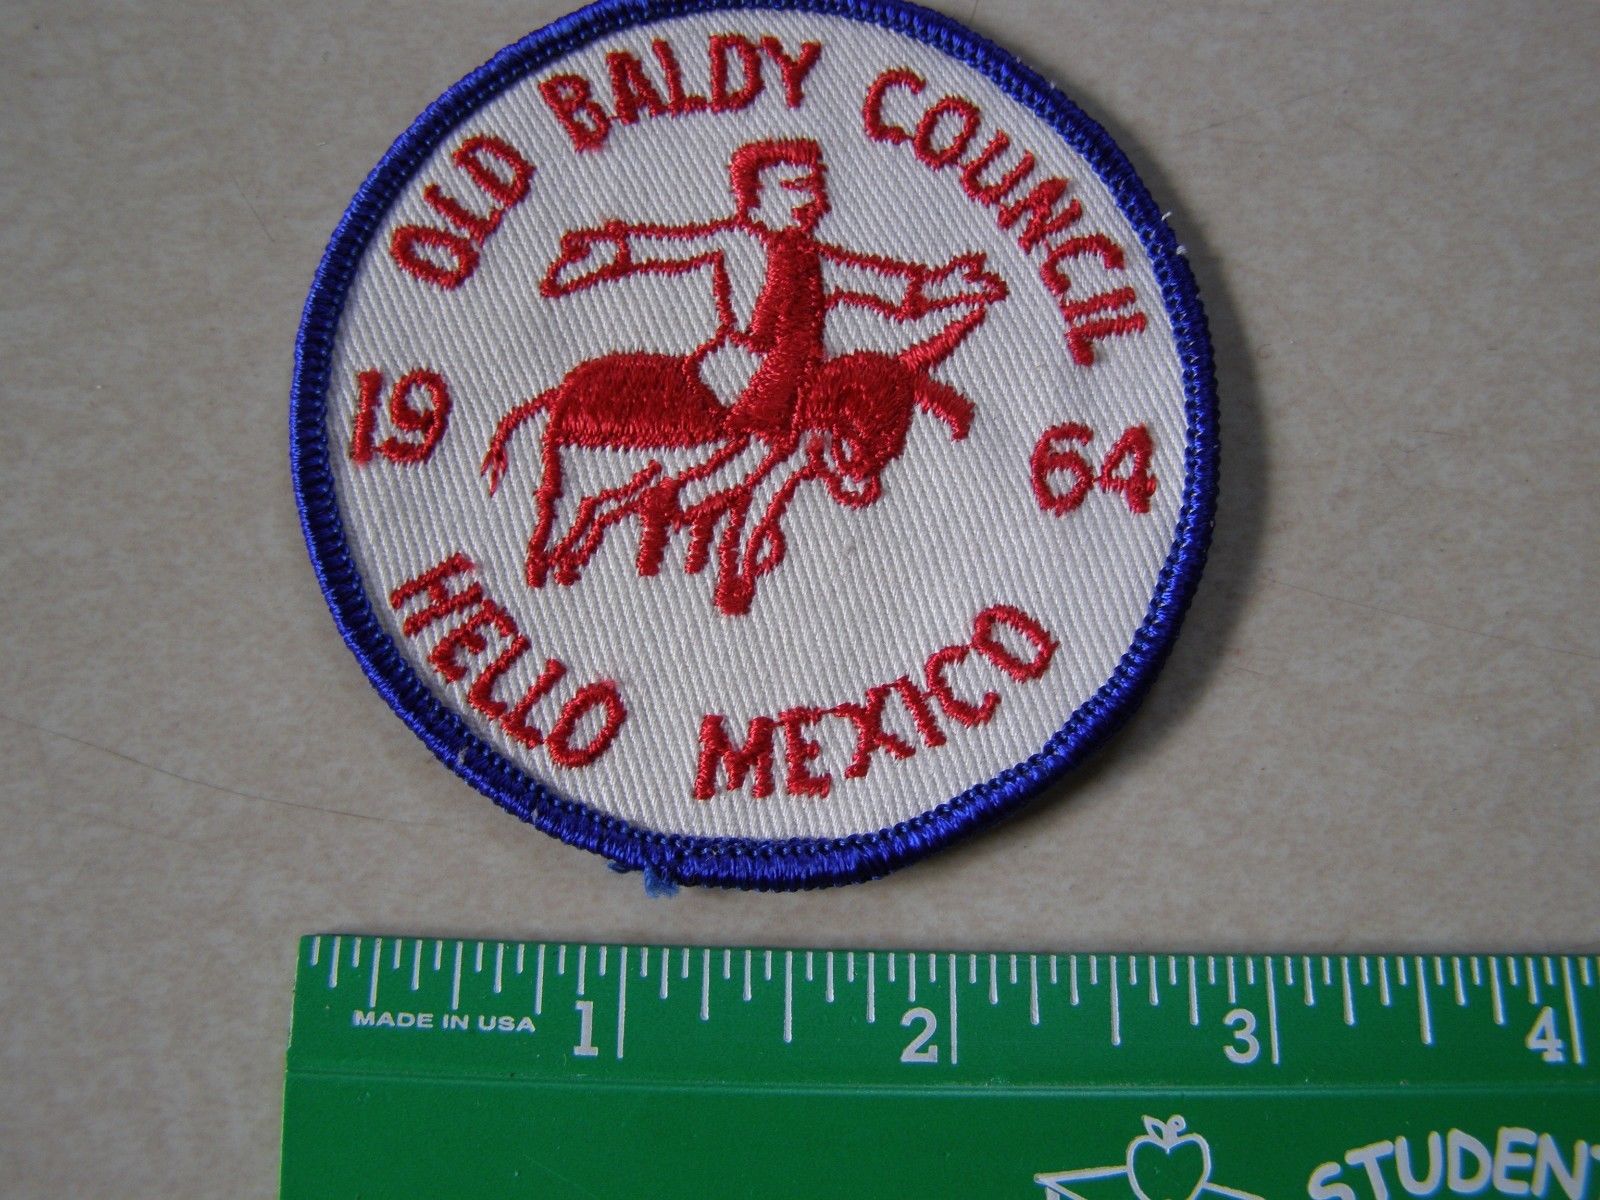 OLD BALDY COUNCIL
19 64
HELLO MEXICO
MADE IN USA
1 2 3 4
STUDENT